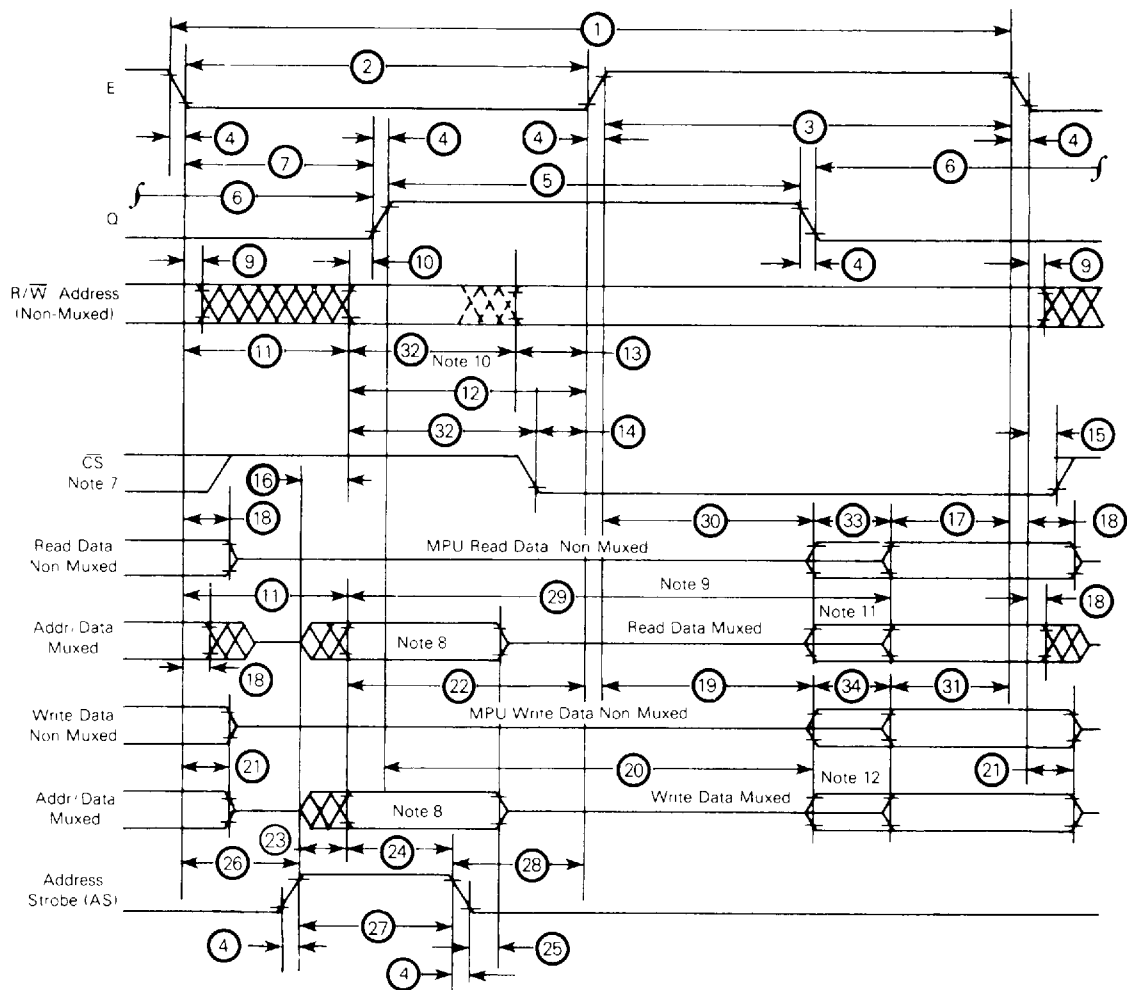 1
2
E
3
4 4 4 4
7
5
6 6
Q
9 10 4 9
R/W Address
(Non-Muxed)
11 32 13
Note 10
12
32 14 15
CS
Note 7
16
18 30 33 17 18
Read Data
Non Muxed
MPU Read Data Non Muxed
Note 9
11 29 18
Note 11
Addr/Data
Muxed
Note 8
Read Data Muxed
18
22 19 34 31
Write Data
Non Muxed
MPU Write Data Non Muxed
21 20 Note 12 21
Addr/Data
Muxed
Note 8
Write Data Muxed
23 24
26 28
Address
Strobe (AS)
27
4 25
4